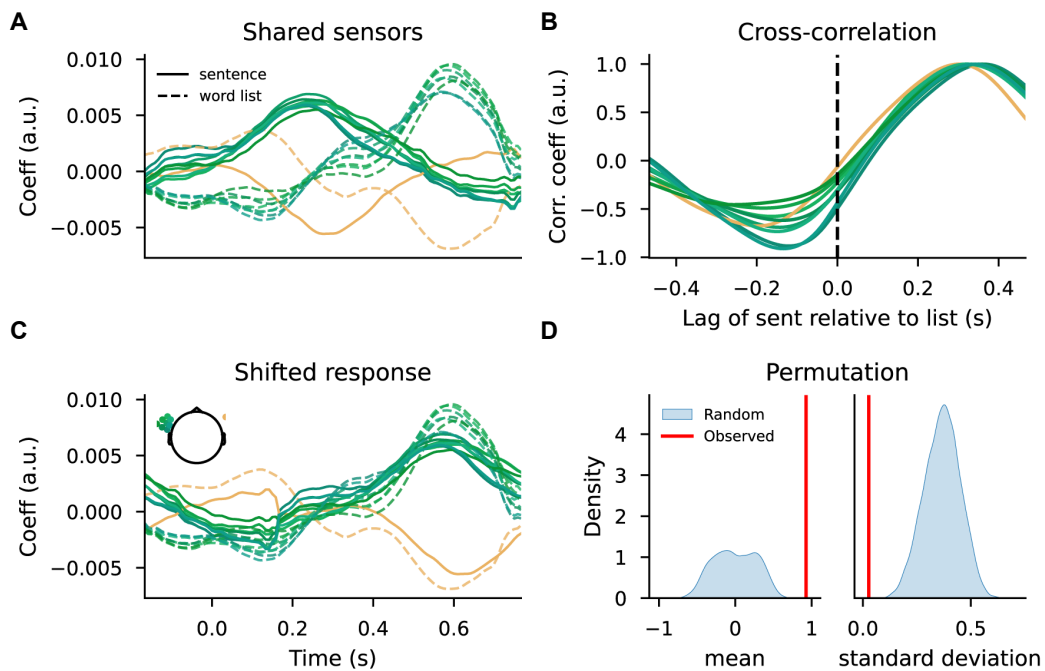 A
Shared sensors
0.010
0.005
0.000
−0.005
Coeff (a.u.)
sentence
word list
B
Cross-correlation
1.0
0.5
0.0
−0.5
−1.0
Corr. coeff (a.u.)
−0.4
−0.2
0.0
0.2
0.4
Lag of sent relative to list (s)
C
Shifted response
0.010
0.005
0.000
−0.005
Coeff (a.u.)
0.0
0.2
0.4
0.6
Time (s)
D
Permutation
Random
Observed
4
3
2
1
0
Density
−1
0
1
mean
0.0
0.5
standard deviation